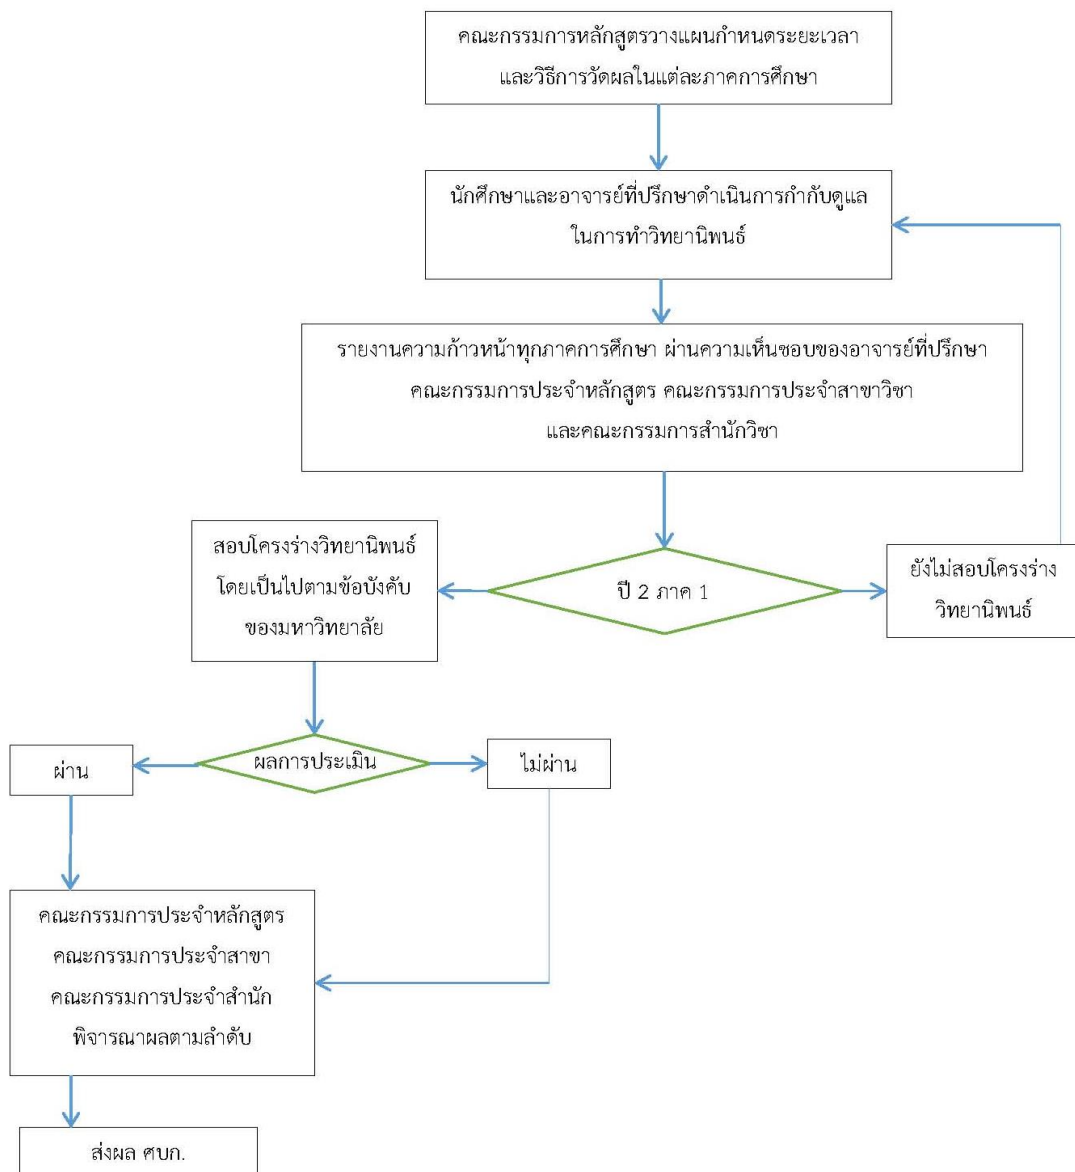 คณะกรรมการหลักสูตรวางแผนกำหนดระยะเวลา
และวิธีการวัดผลในแต่ละภาคการศึกษา
นักศึกษาและอาจารย์ที่ปรึกษาดำเนินการกำกับดูแล
ในการทำวิทยานิพนธ์
รายงานความก้าวหน้าทุกภาคการศึกษา ผ่านความเห็นชอบของอาจารย์ที่ปรึกษา
คณะกรรมการประจำหลักสูตร คณะกรรมการประจำสาขาวิชา
และคณะกรรมการสำนักวิชา
สอบโครงร่างวิทยานิพนธ์
โดยเป็นไปตามข้อบังคับ
ของมหาวิทยาลัย
ปี 2 ภาค 1
ยังไม่สอบโครงร่าง
วิทยานิพนธ์
ผ่าน
ผลการประเมิน
ไม่ผ่าน
คณะกรรมการประจำหลักสูตร
คณะกรรมการประจำสาขา
คณะกรรมการประจำสำนัก
พิจารณาผลตามลำดับ
ส่งผล ศบก.